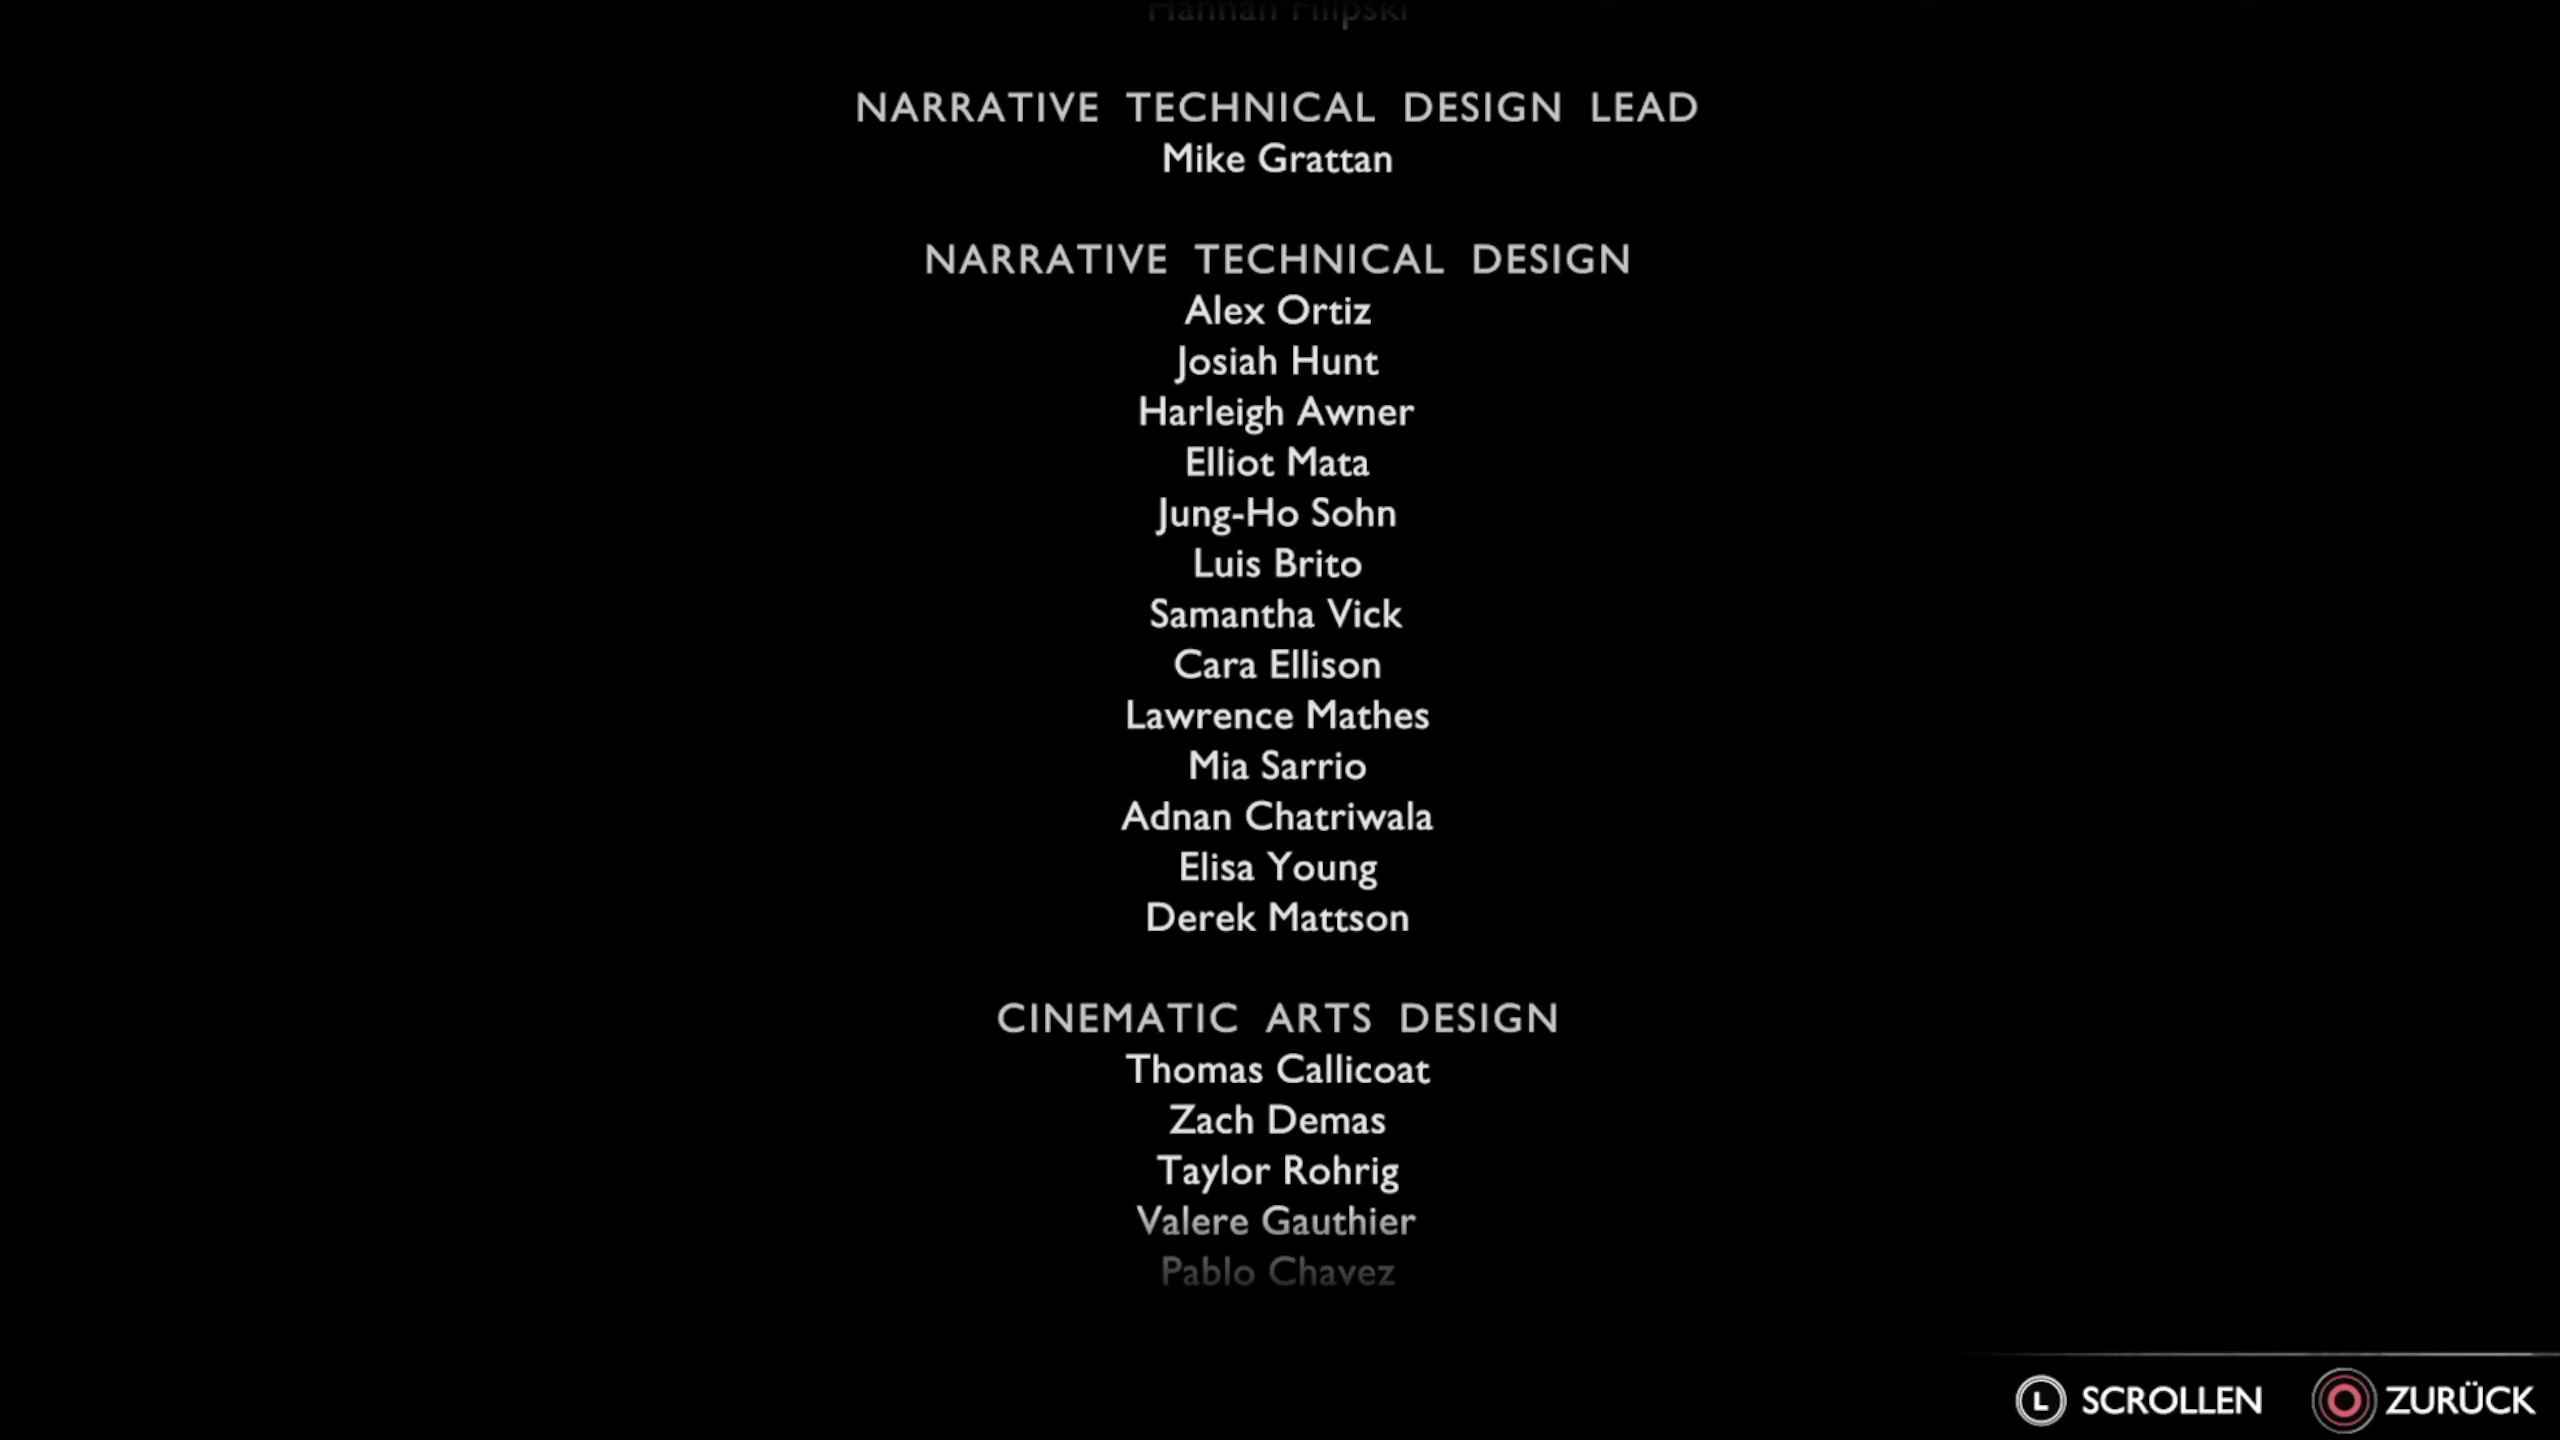 Hannah Filipski
NARRATIVE TECHNICAL DESIGN LEAD
Mike Grattan
NARRATIVE TECHNICAL DESIGN
Alex Ortiz
Josiah Hunt
Harleigh Awner
Elliot Mata
Jung-Ho Sohn
Luis Brito
Samantha Vick
Cara Ellison
Lawrence Mathes
Mia Sarrio
Adnan Chatriwala
Elisa Young
Derek Mattson
CINEMATIC ARTS DESIGN
Thomas Callicoat
Zach Demas
Taylor Rohrig
Valere Gauthier
Pablo Chavez
L SCROLLEN ZURÜCK